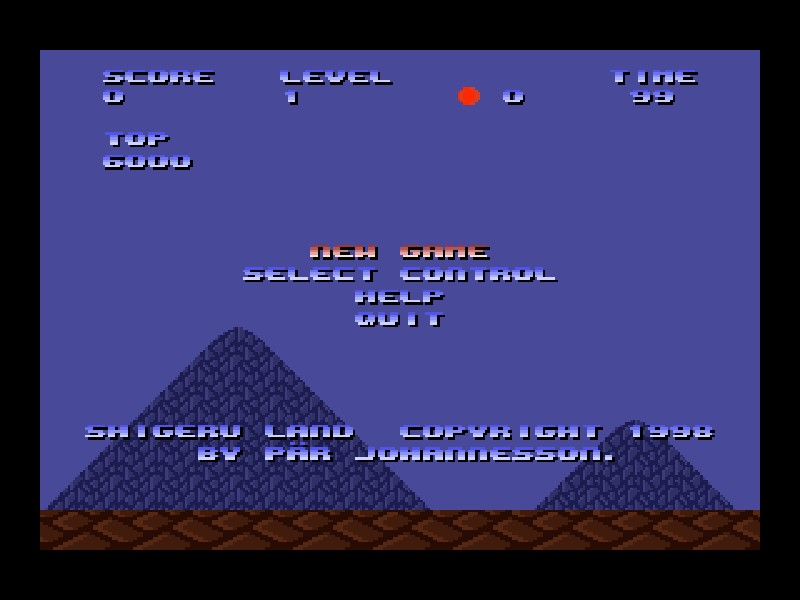 SCORE LEVEL TIME
0 1 0 99
TOP
6000
NEW GAME
SELECT CONTROL
HELP
QUIT
SHIGERU LAND COPYRIGHT 1998
BY PÄR JOHANNESSON.